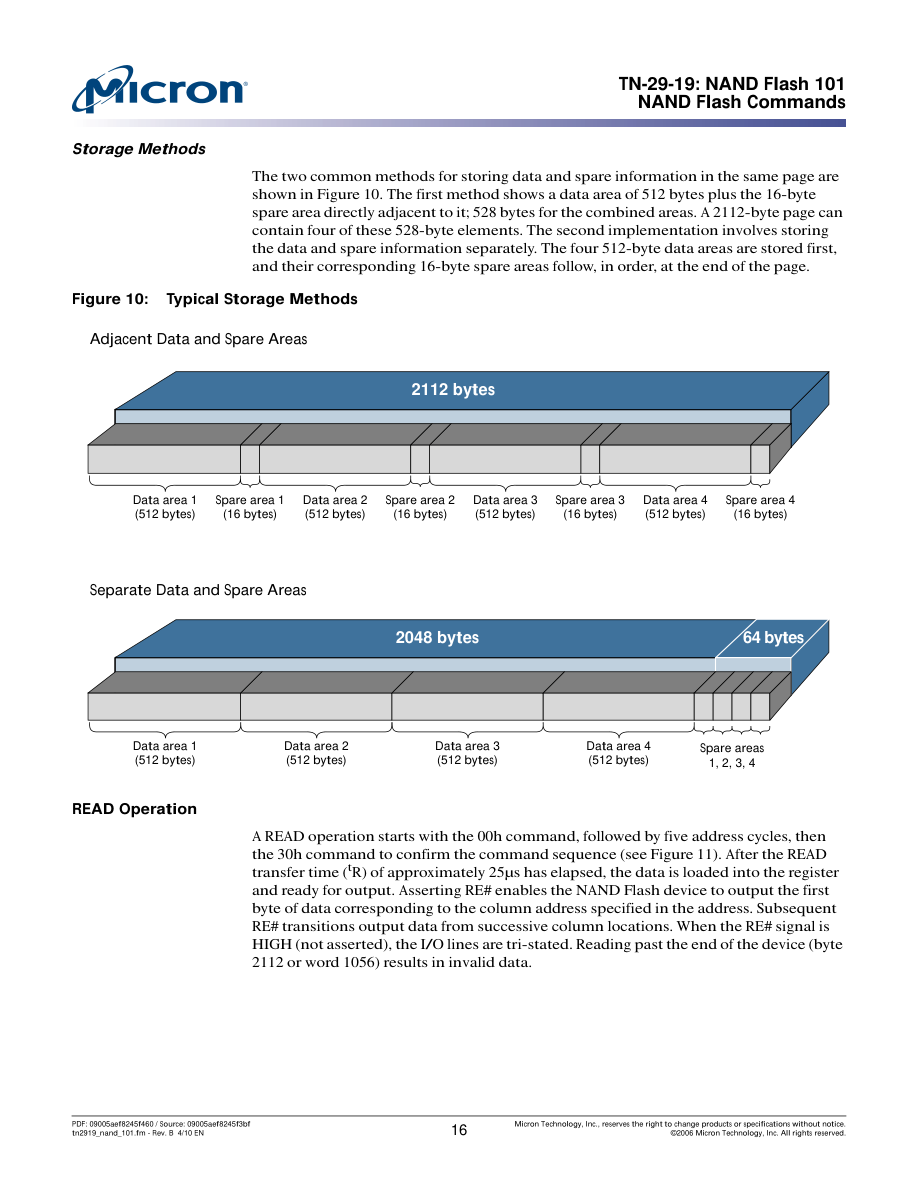 Micron
TN-29-19: NAND Flash 101
NAND Flash Commands
Storage Methods
The two common methods for storing data and spare information in the same page are
shown in Figure 10. The first method shows a data area of 512 bytes plus the 16-byte
spare area directly adjacent to it; 528 bytes for the combined areas. A 2112-byte page can
contain four of these 528-byte elements. The second implementation involves storing
the data and spare information separately. The four 512-byte data areas are stored first,
and their corresponding 16-byte spare areas follow, in order, at the end of the page.
Figure 10: Typical Storage Methods
Adjacent Data and Spare Areas
2112 bytes
Data area 1 Spare area 1 Data area 2 Spare area 2 Data area 3 Spare area 3 Data area 4 Spare area 4
(512 bytes) (16 bytes) (512 bytes) (16 bytes) (512 bytes) (16 bytes) (512 bytes) (16 bytes)
Separate Data and Spare Areas
2048 bytes 64 bytes
Data area 1 Data area 2 Data area 3 Data area 4 Spare areas
(512 bytes) (512 bytes) (512 bytes) (512 bytes) 1, 2, 3, 4
READ Operation
A READ operation starts with the 00h command, followed by five address cycles, then
the 30h command to confirm the command sequence (see Figure 11). After the READ
transfer time (tR) of approximately 25µs has elapsed, the data is loaded into the register
and ready for output. Asserting RE# enables the NAND Flash device to output the first
byte of data corresponding to the column address specified in the address. Subsequent
RE# transitions output data from successive column locations. When the RE# signal is
HIGH (not asserted), the I/O lines are tri-stated. Reading past the end of the device (byte
2112 or word 1056) results in invalid data.
PDF: 09005aef8245f460 / Source: 09005aef8245f3bf
tn2919_nand_101.fm - Rev. B 4/10 EN
16
Micron Technology, Inc., reserves the right to change products or specifications without notice.
©2006 Micron Technology, Inc. All rights reserved.